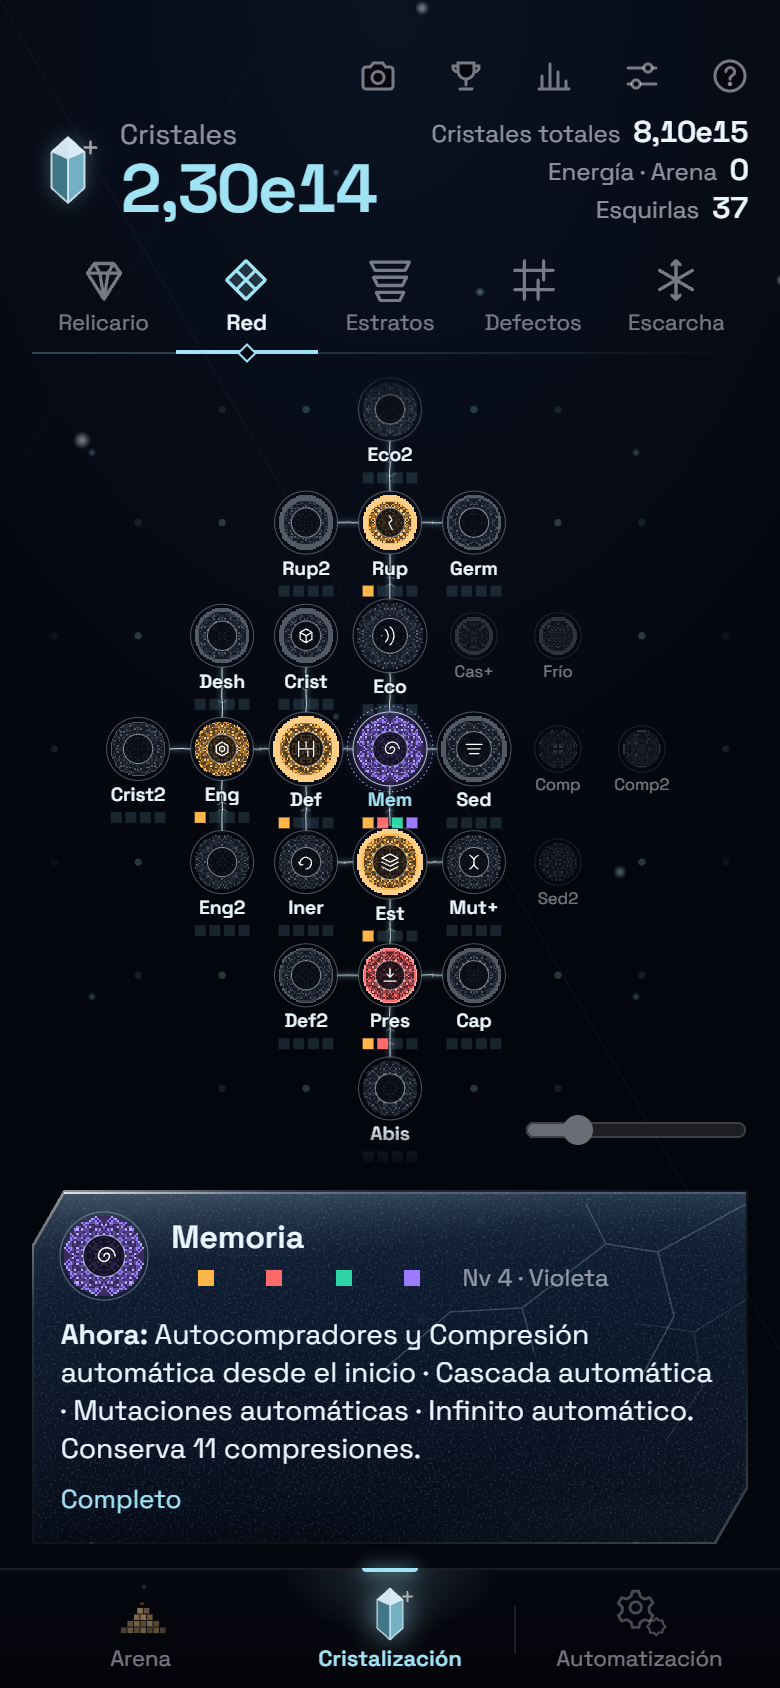 Cristales
2,30e14
Cristales totales 8,10e15
Energía · Arena 0
Esquirlas 37
Relicario Red Estratos Defectos Escarcha
Eco2
Rup2 Rup Germ
Desh Crist Eco Cas+ Frío
Crist2 Eng Def Mem Sed Comp Comp2
Eng2 Iner Est Mut+ Sed2
Def2 Pres Cap
Abis
Memoria
Nv 4 · Violeta
Ahora: Autocompradores y Compresión
automática desde el inicio · Cascada automática
· Mutaciones automáticas · Infinito automático.
Conserva 11 compresiones.
Completo
Arena Cristalización Automatización